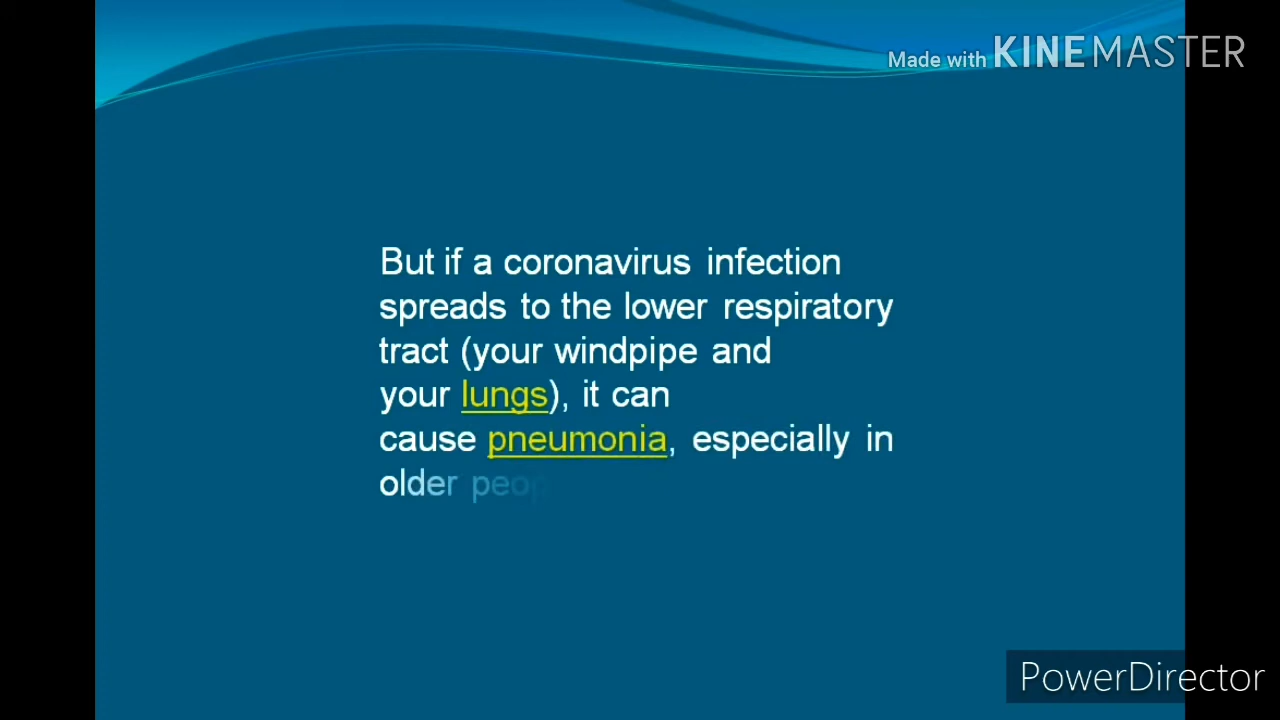 Made with KINEMASTER
But if a coronavirus infection
spreads to the lower respiratory
tract (your windpipe and
your lungs), it can
cause pneumonia, especially in
older
PowerDirector